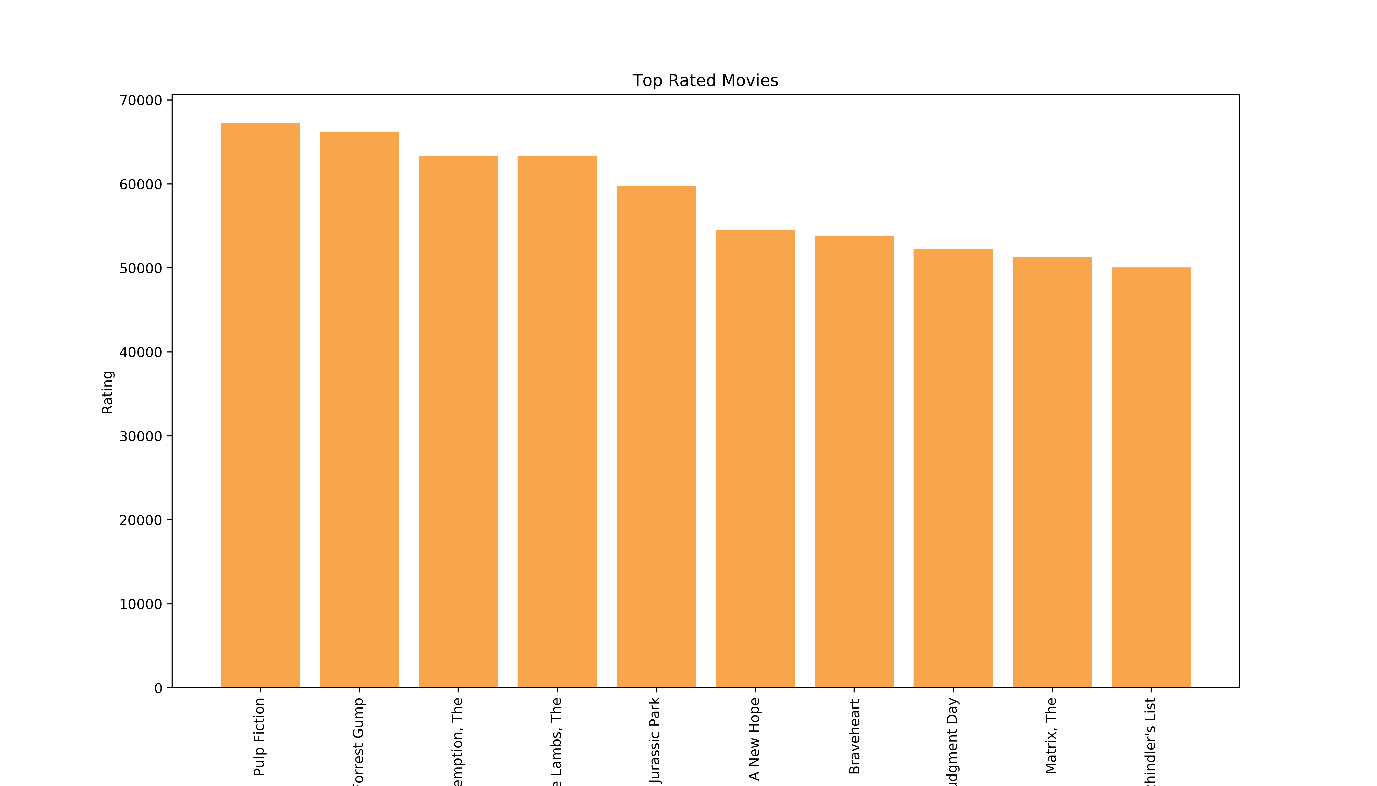 Top Rated Movies
70000
60000
50000
40000
30000
20000
10000
0
Rating
Pulp Fiction
Forrest Gump
emption, The
e Lambs, The
Jurassic Park
A New Hope
Braveheart
udgment Day
Matrix, The
chindler's List